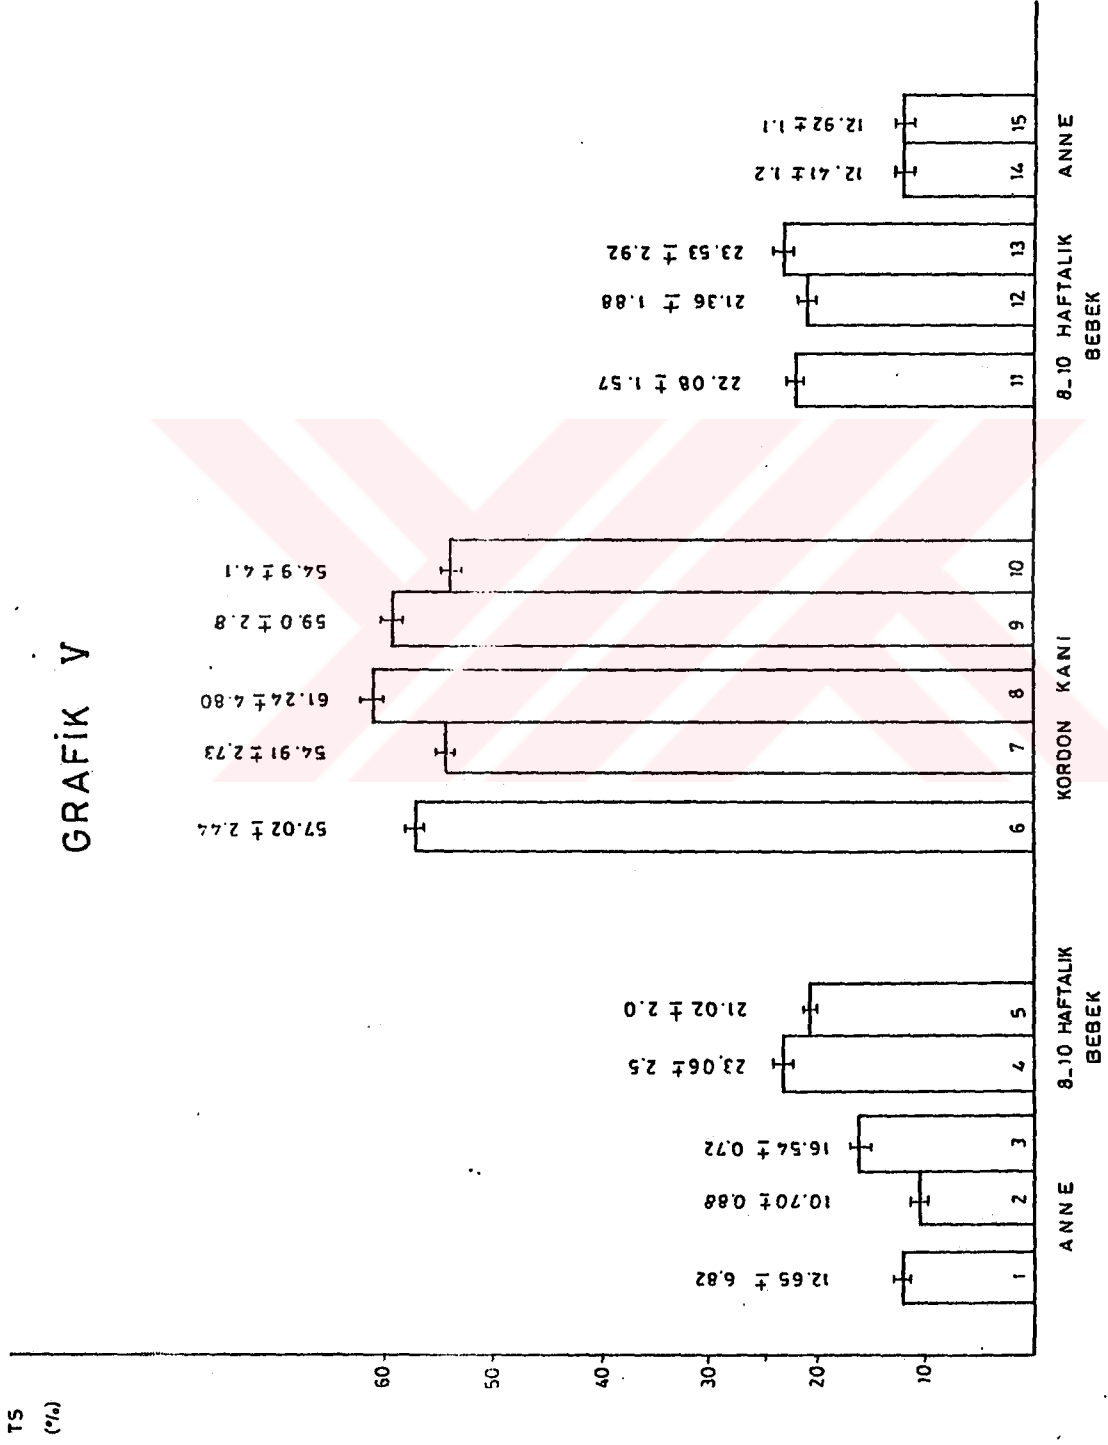 GRAFİK V
TS
(%)
60
50
40
30
20
10
12.65 ± 6.82
10.70 ± 0.88
16.54 ± 0.72
23.06 ± 2.5
21.02 ± 2.0
57.02 ± 2.44
54.91 ± 2.73
61.24 ± 4.80
59.0 ± 2.8
54.9 ± 4.1
22.08 ± 1.57
21.36 ± 1.88
23.53 ± 2.92
12.41 ± 1.2
12.92 ± 1.1
1 2 3 4 5 6 7 8 9 10 11 12 13 14 15
ANNE 8_10 HAFTALIK KORDON KANI 8_10 HAFTALIK ANNE
BEBEK BEBEK